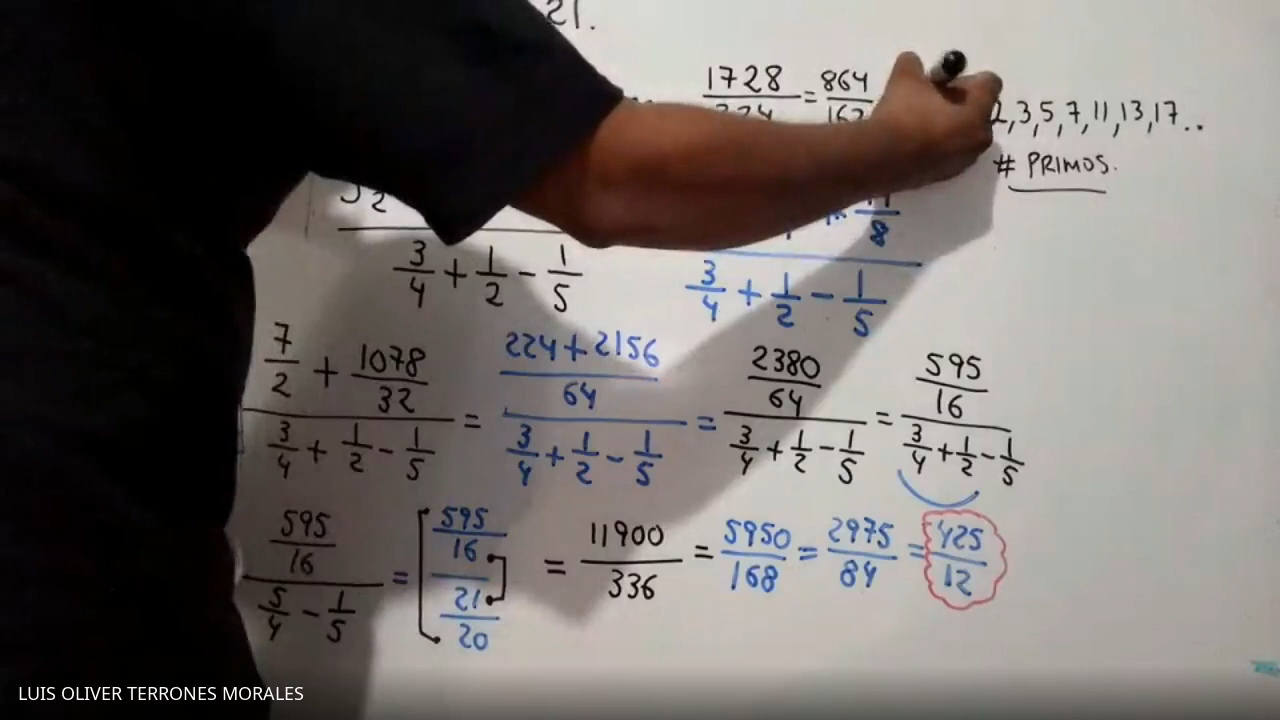 21.
1728/324 = 864/162
2, 3, 5, 7, 11, 13, 17..
# PRIMOS.
3/4 + 1/2 - 1/5
3/4 + 1/2 - 1/5
7/2 + 1078/32 / 3/4 + 1/2 - 1/5 = 224+2156/64 / 3/4 + 1/2 - 1/5 = 2380/64 / 3/4 + 1/2 - 1/5 = 595/16 / 3/4 + 1/2 - 1/5
595/16 / 5/4 - 1/5 = [ 595/16 / 21/20 ] = 11900/336 = 5950/168 = 2975/84 = 425/12
LUIS OLIVER TERRONES MORALES